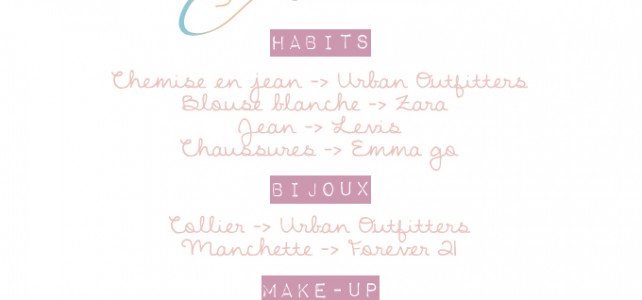 HABITS
Chemise en jean -> Urban Outfitters
Blouse blanche -> Zara
Jean -> Levis
Chaussures -> Emma go
BIJOUX
Collier -> Urban Outfitters
Manchette -> Forever 21
MAKE-UP